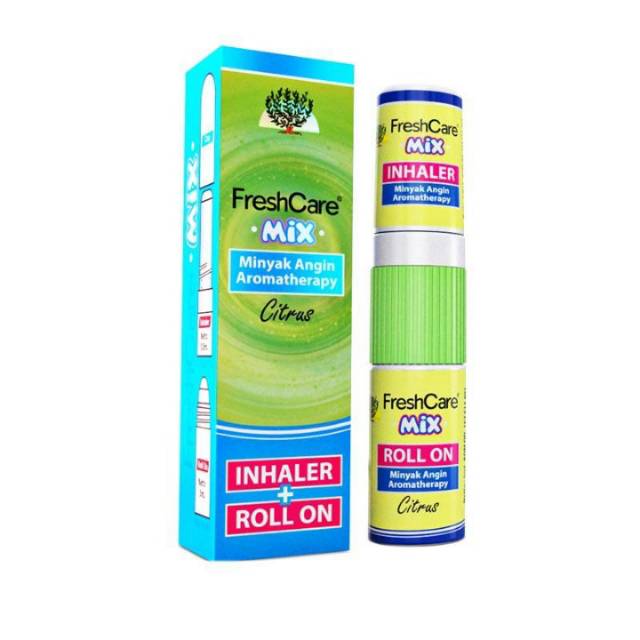 FreshCare®
MiX
Minyak Angin
Aromatherapy
Citrus
INHALER
+
ROLL ON
MiX
FreshCare
MiX
INHALER
Minyak Angin
Aromatherapy
FreshCare
MiX
ROLL ON
Minyak Angin
Aromatherapy
Citrus